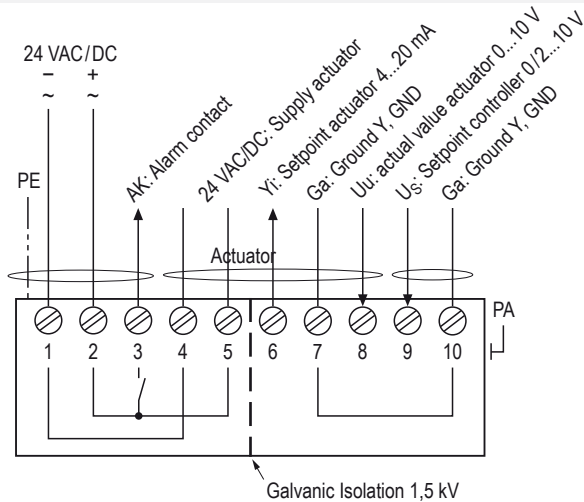 24 VAC/DC
− +
~ ~
PE
AK: Alarm contact
24 VAC/DC: Supply actuator
Yi: Setpoint actuator 4...20 mA
Ga: Ground Y, GND
Uu: actual value actuator 0...10 V
Us: Setpoint controller 0/2...10 V
Ga: Ground Y, GND
Actuator
PA
1 2 3 4 5 6 7 8 9 10
Galvanic Isolation 1,5 kV